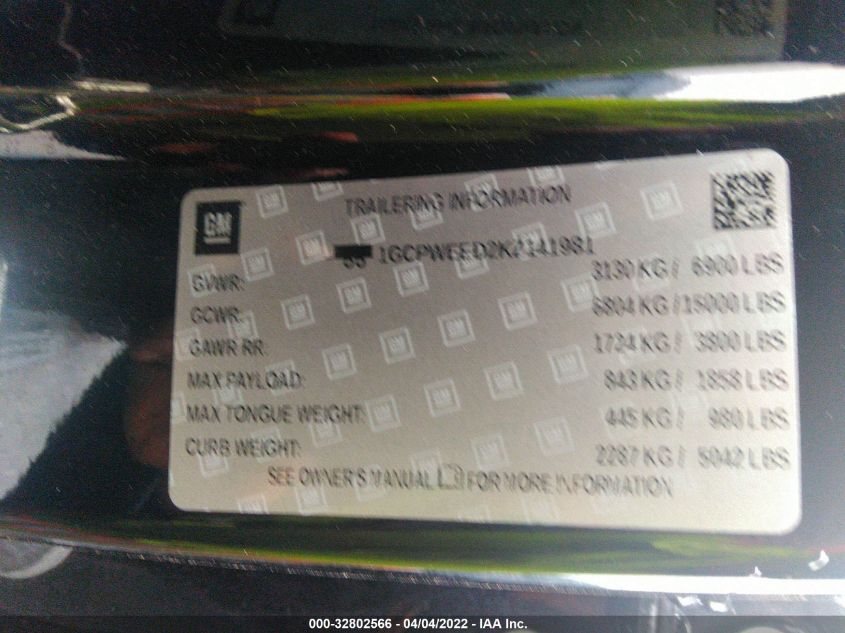 GM
TRAILERING INFORMATION
1GCPWEED2KZ141981
GVWR: 3130 KG / 6900 LBS
GCWR: 6804 KG / 15000 LBS
GAWR RR: 1724 KG / 3800 LBS
MAX PAYLOAD: 843 KG / 1858 LBS
MAX TONGUE WEIGHT: 445 KG / 980 LBS
CURB WEIGHT: 2287 KG / 5042 LBS
SEE OWNER'S MANUAL FOR MORE INFORMATION
000-32802566 - 04/04/2022 - IAA Inc.